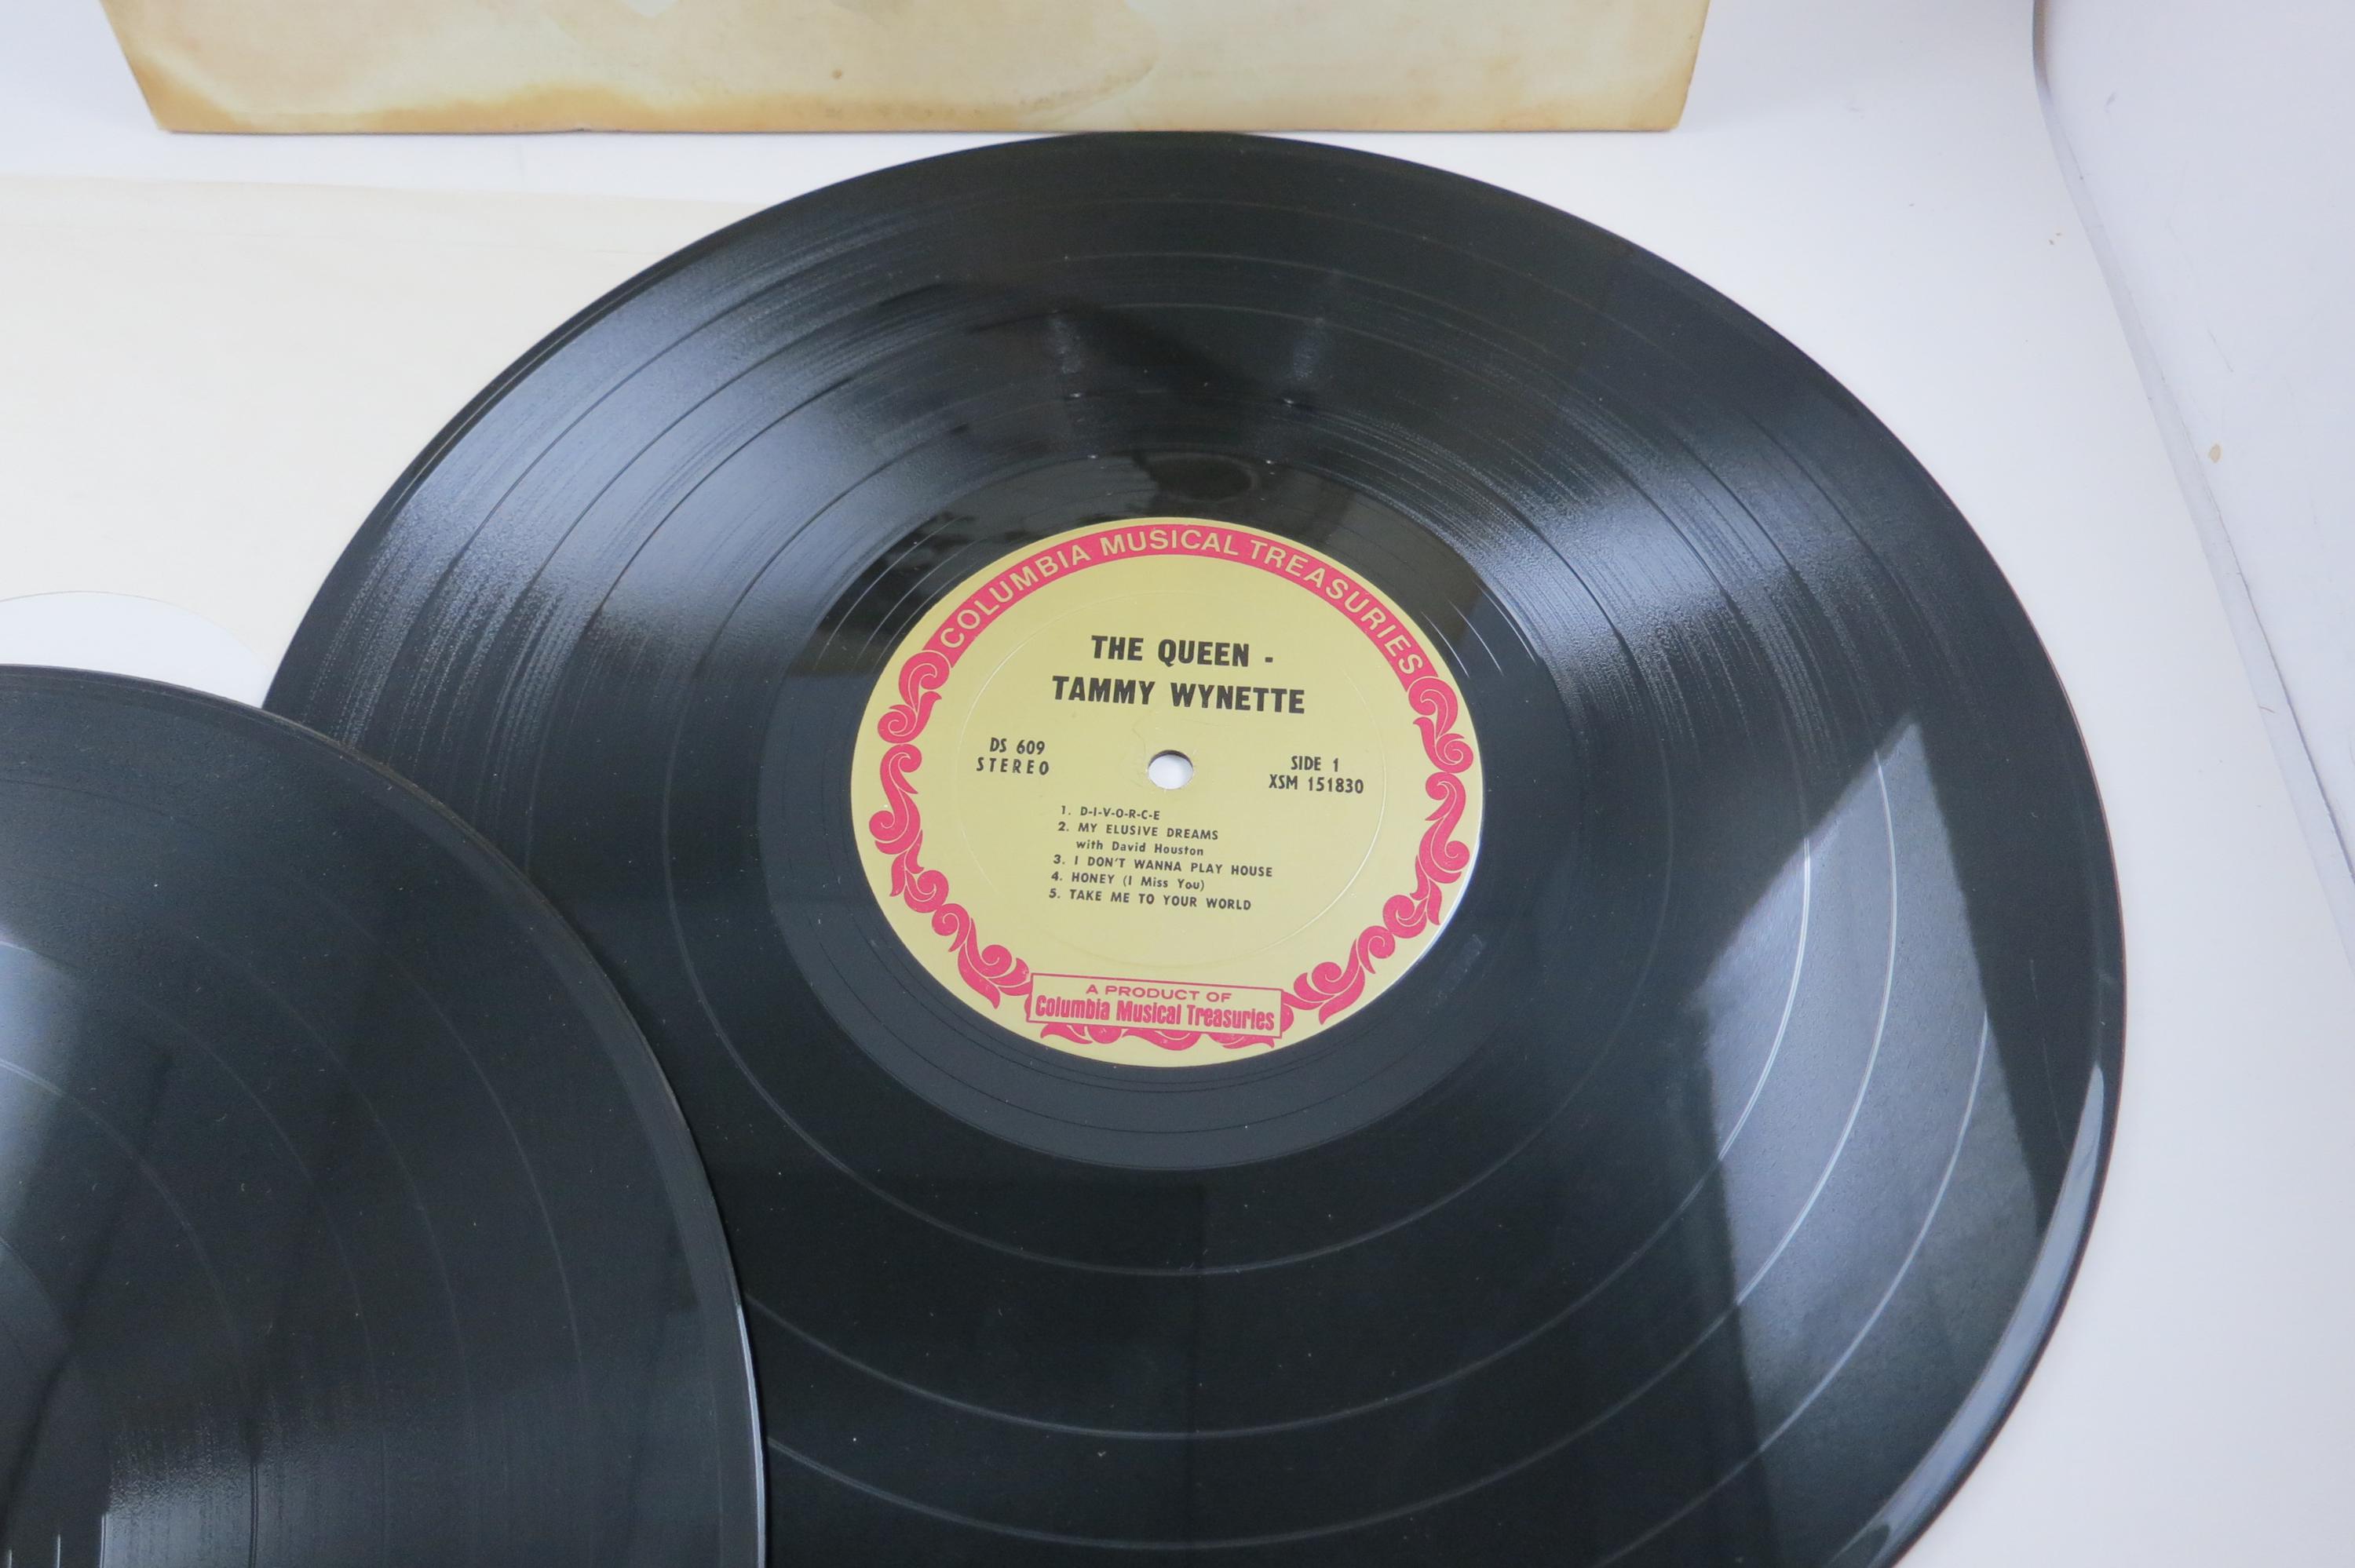 COLUMBIA MUSICAL TREASURIES
THE QUEEN -
TAMMY WYNETTE
DS 609
STEREO
SIDE 1
XSM 151830
1. D-I-V-O-R-C-E
2. MY ELUSIVE DREAMS
with David Houston
3. I DON'T WANNA PLAY HOUSE
4. HONEY (I Miss You)
5. TAKE ME TO YOUR WORLD
A PRODUCT OF
Columbia Musical Treasuries